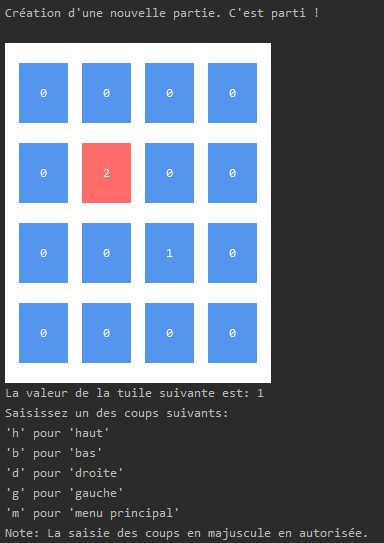 Création d'une nouvelle partie. C'est parti !
0 0 0 0
0 2 0 0
0 0 1 0
0 0 0 0
La valeur de la tuile suivante est: 1
Saisissez un des coups suivants:
'h' pour 'haut'
'b' pour 'bas'
'd' pour 'droite'
'g' pour 'gauche'
'm' pour 'menu principal'
Note: La saisie des coups en majuscule en autorisée.